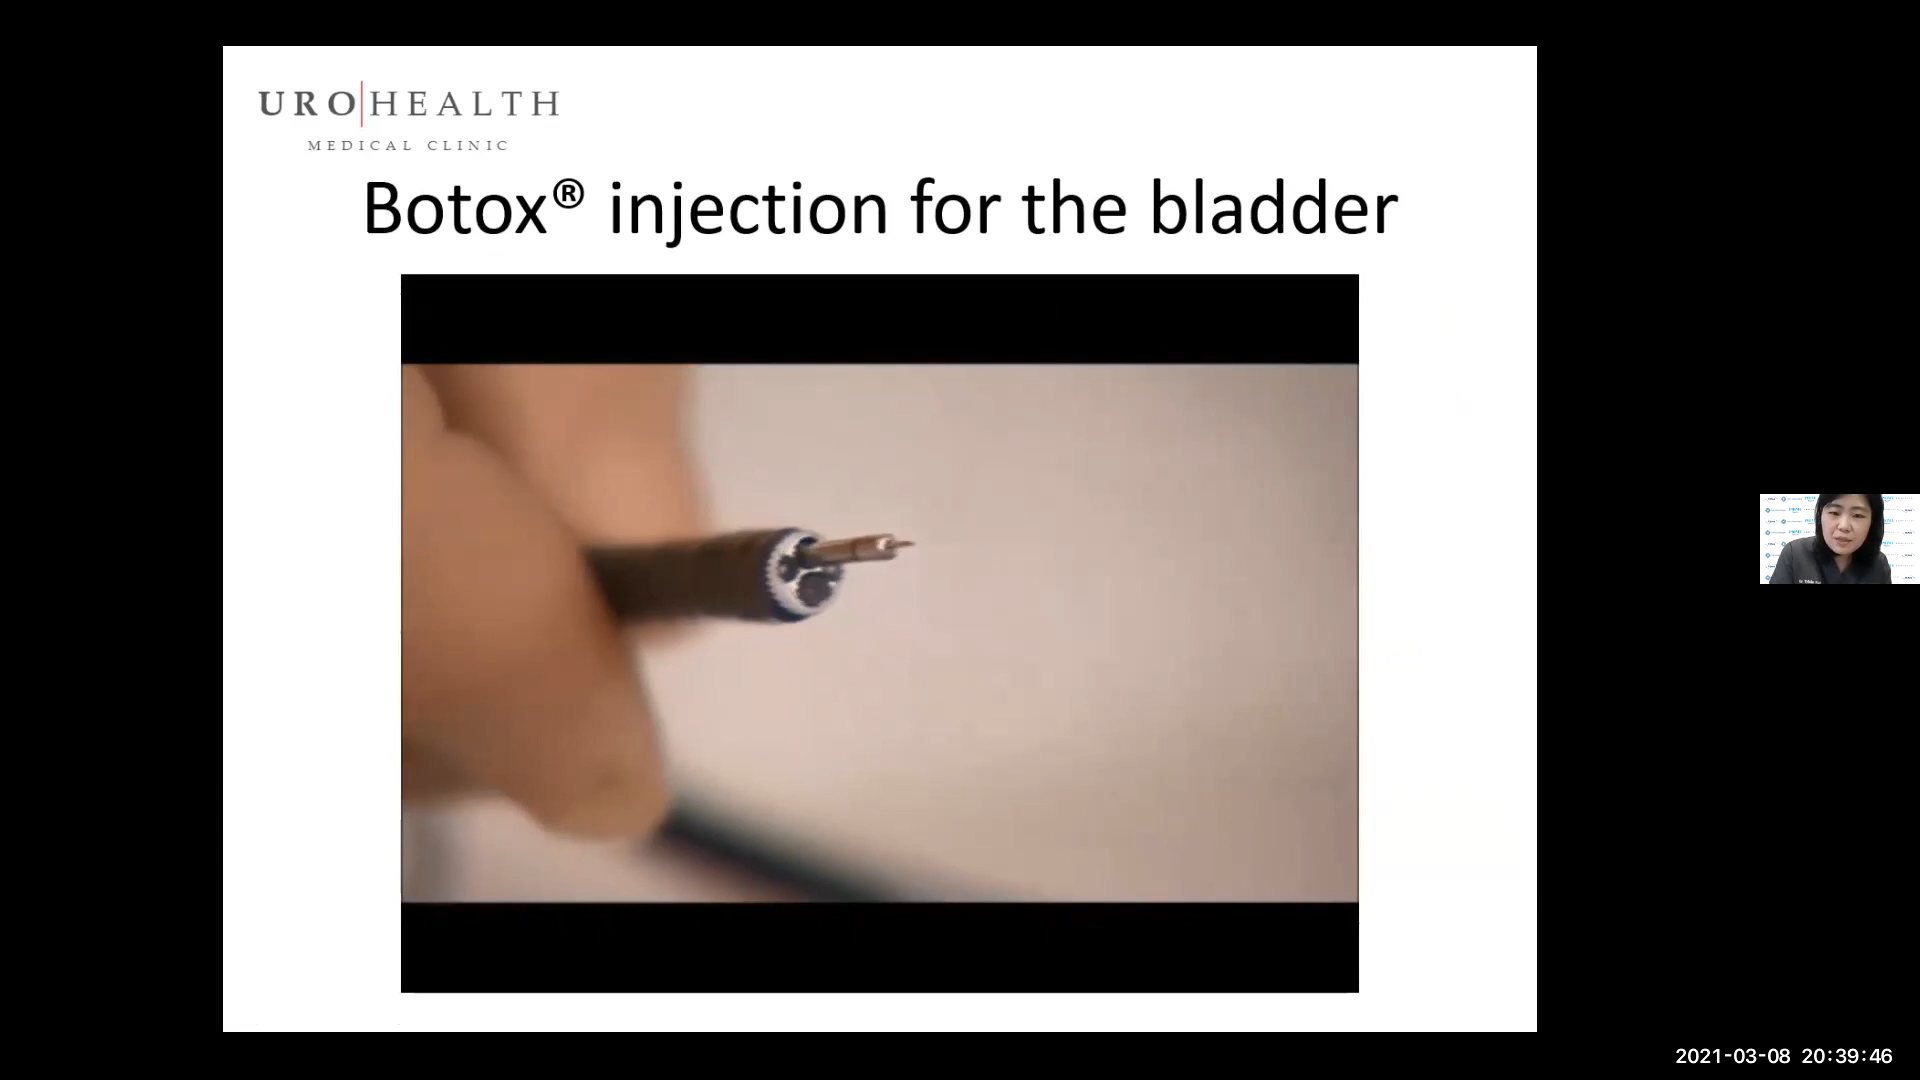 URO|HEALTH
MEDICAL CLINIC
Botox® injection for the bladder
2021-03-08 20:39:46